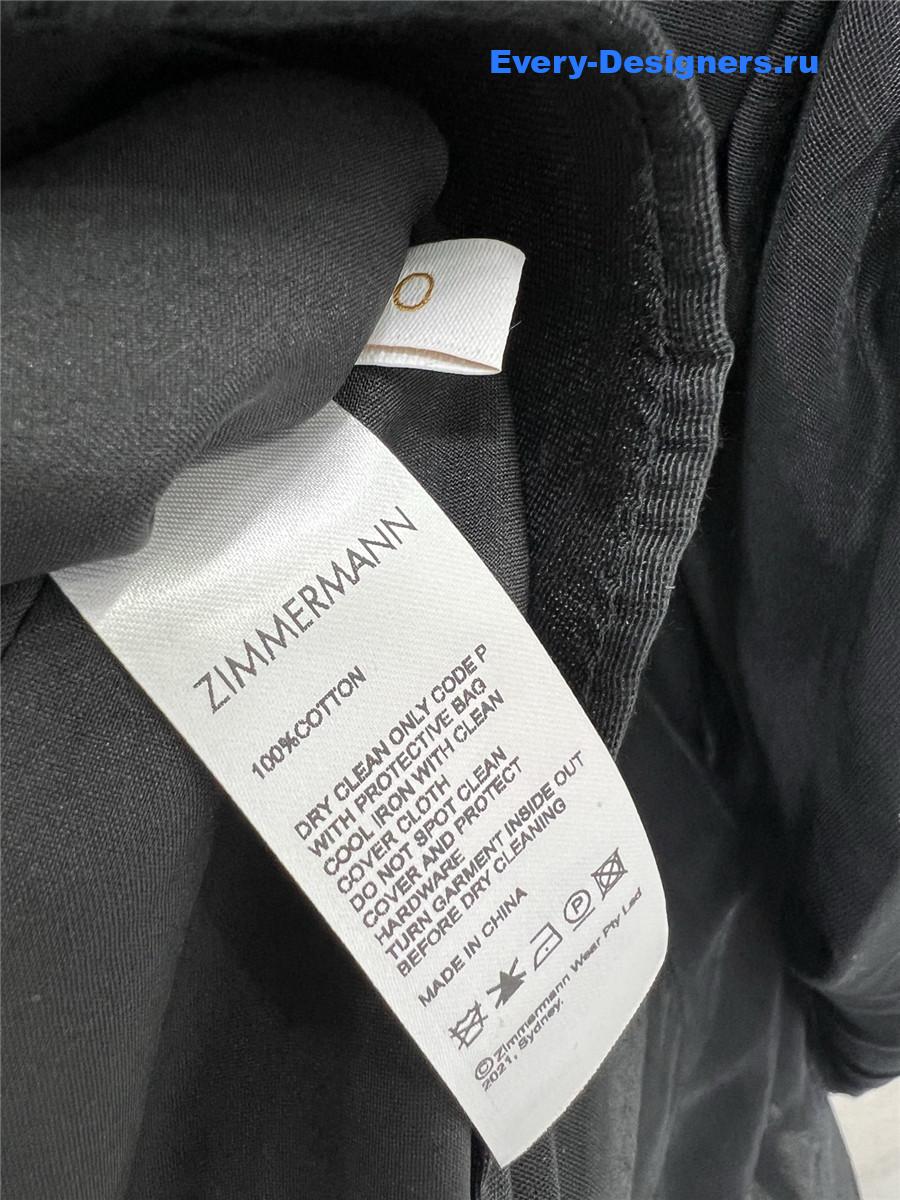 Every-Designers.ru
O
ZIMMERMANN
100%COTTON
DRY CLEAN ONLY CODE P
WITH PROTECTIVE BAG
COOL IRON WITH CLEAN
COVER CLOTH
DO NOT SPOT CLEAN
COVER AND PROTECT
HARDWARE
TURN GARMENT INSIDE OUT
BEFORE DRY CLEANING
MADE IN CHINA
P
©Zimmermann Wear Pty Lad
2021, Sydney.